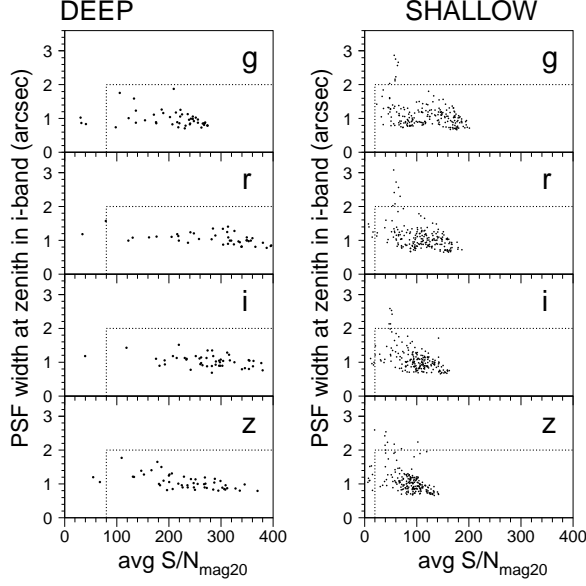 DEEP SHALLOW
PSF width at zenith in i-band (arcsec)
PSF width at zenith in i-band (arcsec)
3 g 3 g
2 2
1 1
0 0
3 r 3 r
2 2
1 1
0 0
3 i 3 i
2 2
1 1
0 0
3 z 3 z
2 2
1 1
0 0
0 100 200 300 400 0 100 200 300 400
avg S/Nmag20 avg S/Nmag20